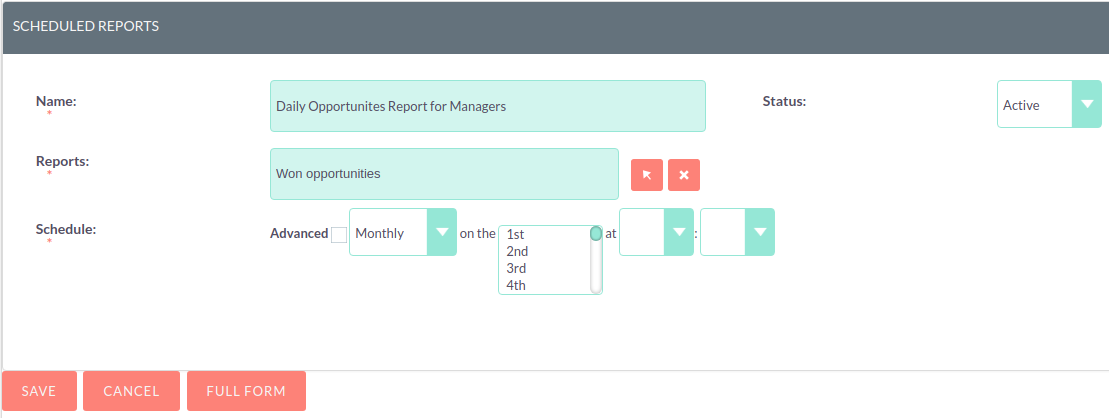 SCHEDULED REPORTS
Name:
*
Daily Opportunites Report for Managers
Status:
Active
Reports:
*
Won opportunities
Schedule:
*
Advanced
Monthly
on the
1st
2nd
3rd
4th
at
:
SAVE
CANCEL
FULL FORM